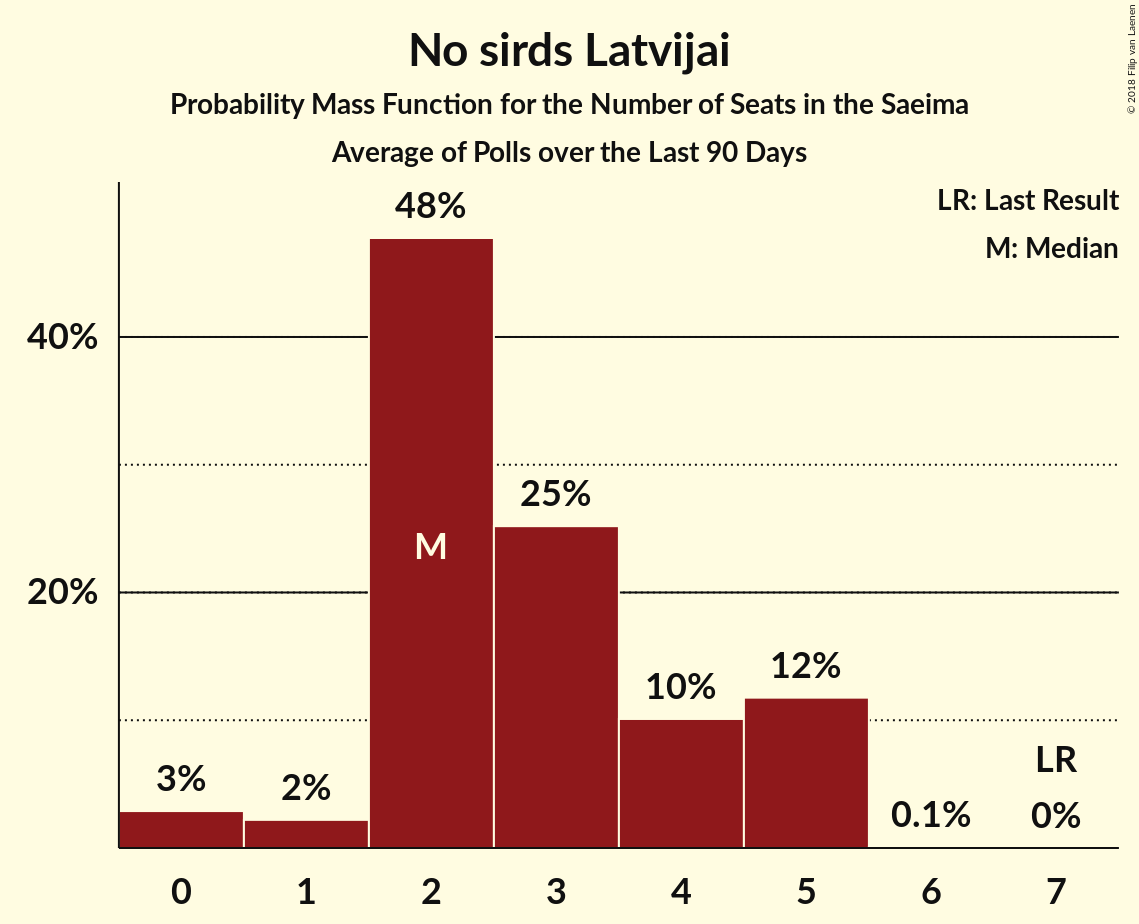 No sirds Latvijai
Probability Mass Function for the Number of Seats in the Saeima
Average of Polls over the Last 90 Days
© 2018 Filip van Laenen
LR: Last Result
M: Median
40%
20%
3%
2%
48%
M
25%
10%
12%
0.1%
LR
0%
0 1 2 3 4 5 6 7